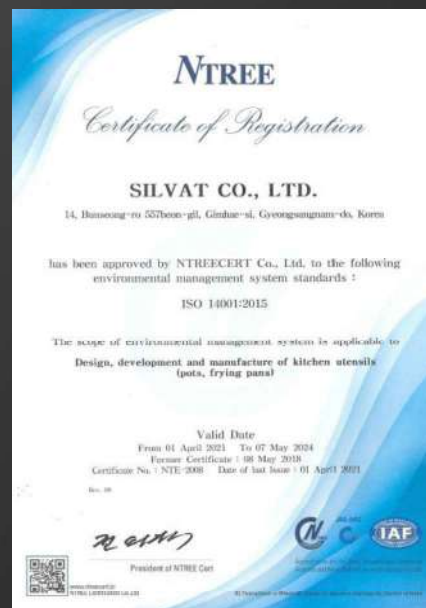 NTREE
Certificate of Registration
SILVAT CO., LTD.
14, Bunseong-ro 557beon-gil, Gimhae-si, Gyeongsangnam-do, Korea
has been approved by NTREECERT Co., Ltd. to the following
environmental management system standards :
ISO 14001:2015
The scope of environmental management system is applicable to
Design, development and manufacture of kitchen utensils
(pots, frying pans)
Valid Date
From 01 April 2021 To 07 May 2024
Former Certificate : 08 May 2018
Certificate No. : NTE-2008 Date of last Issue : 01 April 2021
Rev. 00
President of NTREE Cert
IAF